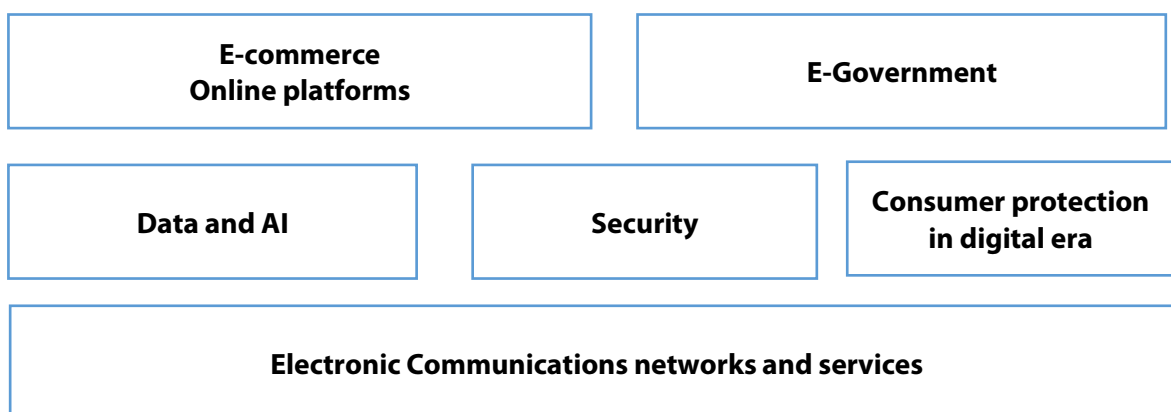 E-commerce
Online platforms
E-Government
Data and AI
Security
Consumer protection
in digital era
Electronic Communications networks and services